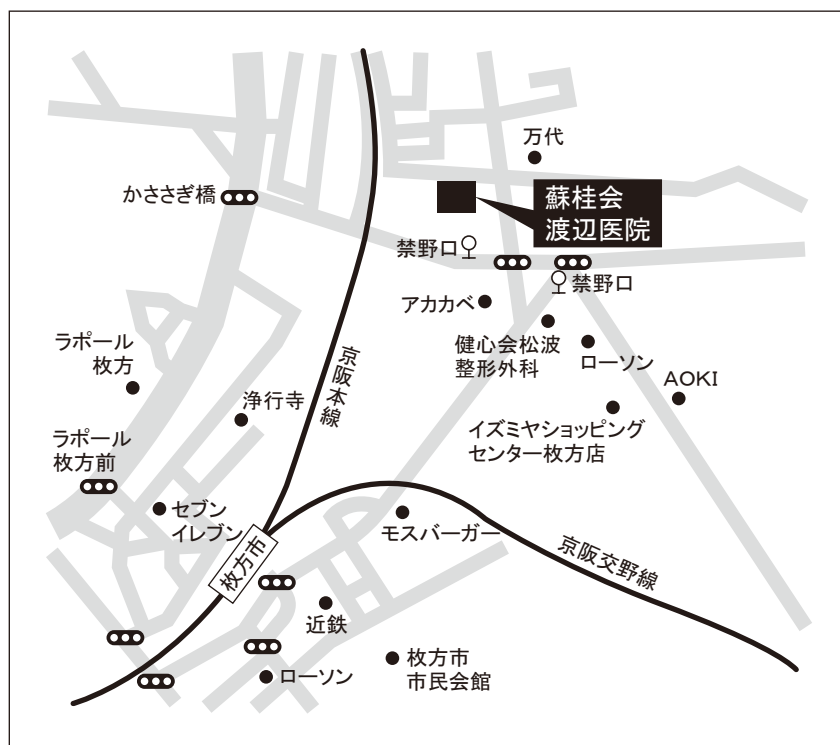 万代
かささぎ橋
蘇桂会
渡辺医院
禁野口
禁野口
アカカベ
健心会松波
整形外科
ローソン
AOKI
イズミヤショッピング
センター枚方店
ラポール
枚方
京阪本線
浄行寺
ラポール
枚方前
セブン
イレブン
モスバーガー
京阪交野線
枚方市
近鉄
枚方市
市民会館
ローソン